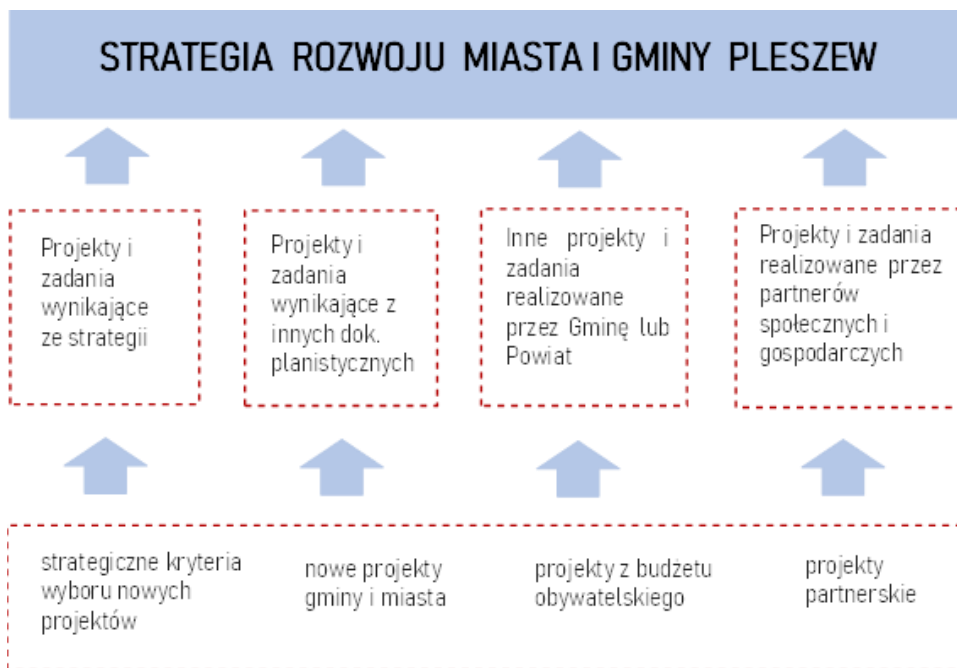 STRATEGIA ROZWOJU MIASTA I GMINY PLESZEW
Projekty i
zadania
wynikające
ze strategii
Projekty i
zadania
wynikające z
innych dok.
planistycznych
Inne projekty i
zadania
realizowane
przez Gminę lub
Powiat
Projekty i zadania
realizowane przez
partnerów
społecznych i
gospodarczych
strategiczne kryteria
wyboru nowych
projektów
nowe projekty
gminy i miasta
projekty z budżetu
obywatelskiego
projekty
partnerskie